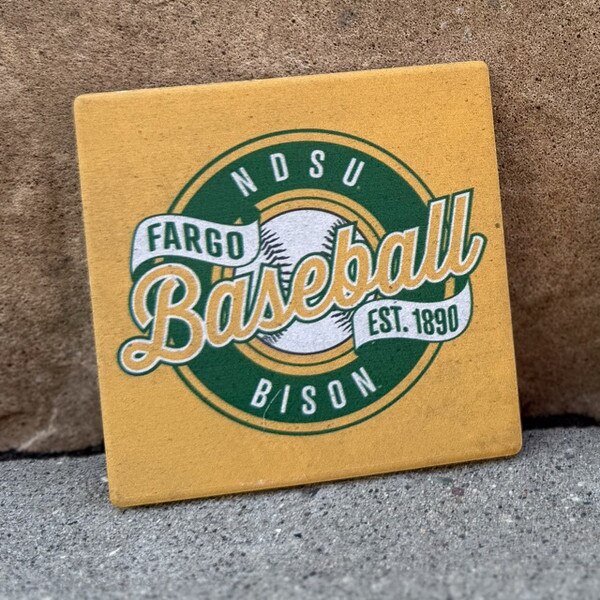 NDSU
FARGO
Baseball
EST. 1890
BISON